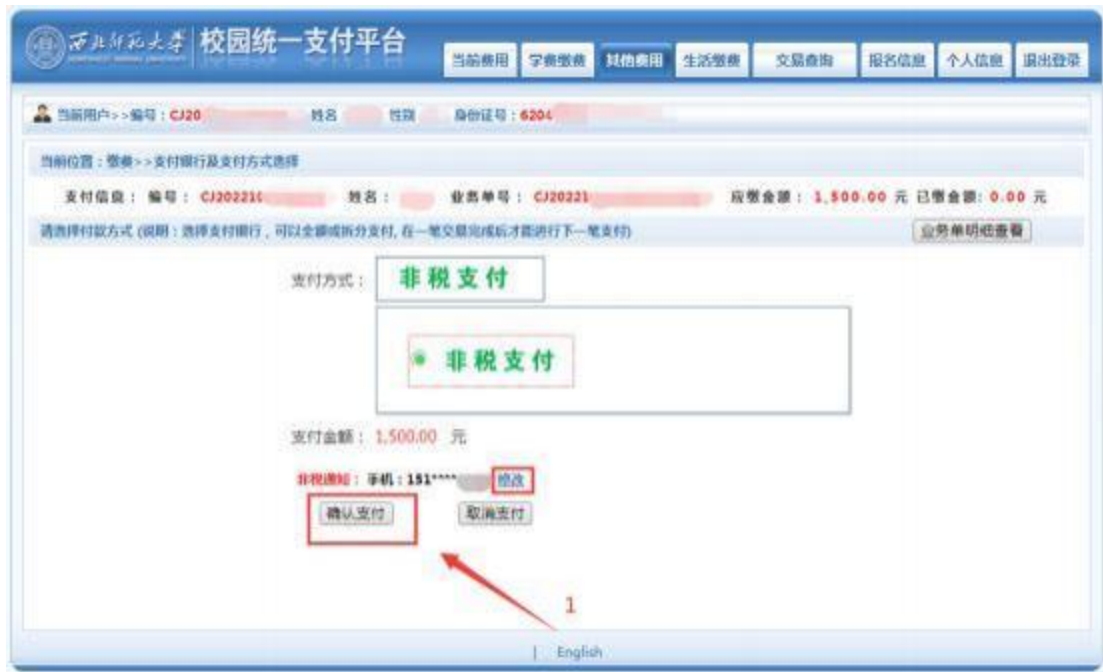 西北师范大学 校园统一支付平台
当前费用 学费缴费 其他费用 生活缴费 交易查询 报名信息 个人信息 退出登录
当前用户>>编号：CJ20 姓名 性别 身份证号：6204
当前位置：缴费>>支付银行及支付方式选择
支付信息： 编号： CJ202210 姓名： 业务单号： CJ20221 应缴金额： 1,500.00 元 已缴金额: 0.00 元
请选择付款方式 (说明：选择支付银行，可以全额或拆分支付, 在一笔交易完成后才能进行下一笔支付) 业务单明细查看
支付方式： 非税支付
非税支付
支付金额： 1,500.00 元
非税通知： 手机：151**** 修改
确认支付 取消支付
1
| English